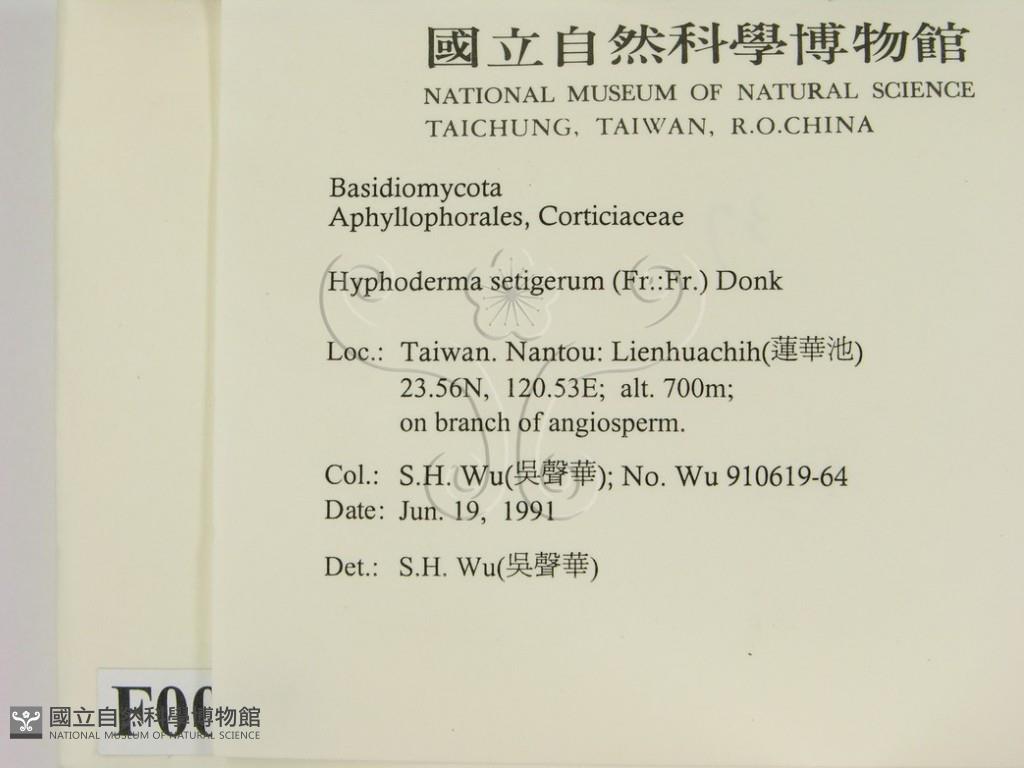 國立自然科學博物館
NATIONAL MUSEUM OF NATURAL SCIENCE
TAICHUNG, TAIWAN, R.O.CHINA
Basidiomycota
Aphyllophorales, Corticiaceae
Hyphoderma setigerum (Fr.:Fr.) Donk
Loc.: Taiwan. Nantou: Lienhuachih(蓮華池)
23.56N, 120.53E; alt. 700m;
on branch of angiosperm.
Col.: S.H. Wu(吳聲華); No. Wu 910619-64
Date: Jun. 19, 1991
Det.: S.H. Wu(吳聲華)
國立自然科學博物館
NATIONAL MUSEUM OF NATURAL SCIENCE